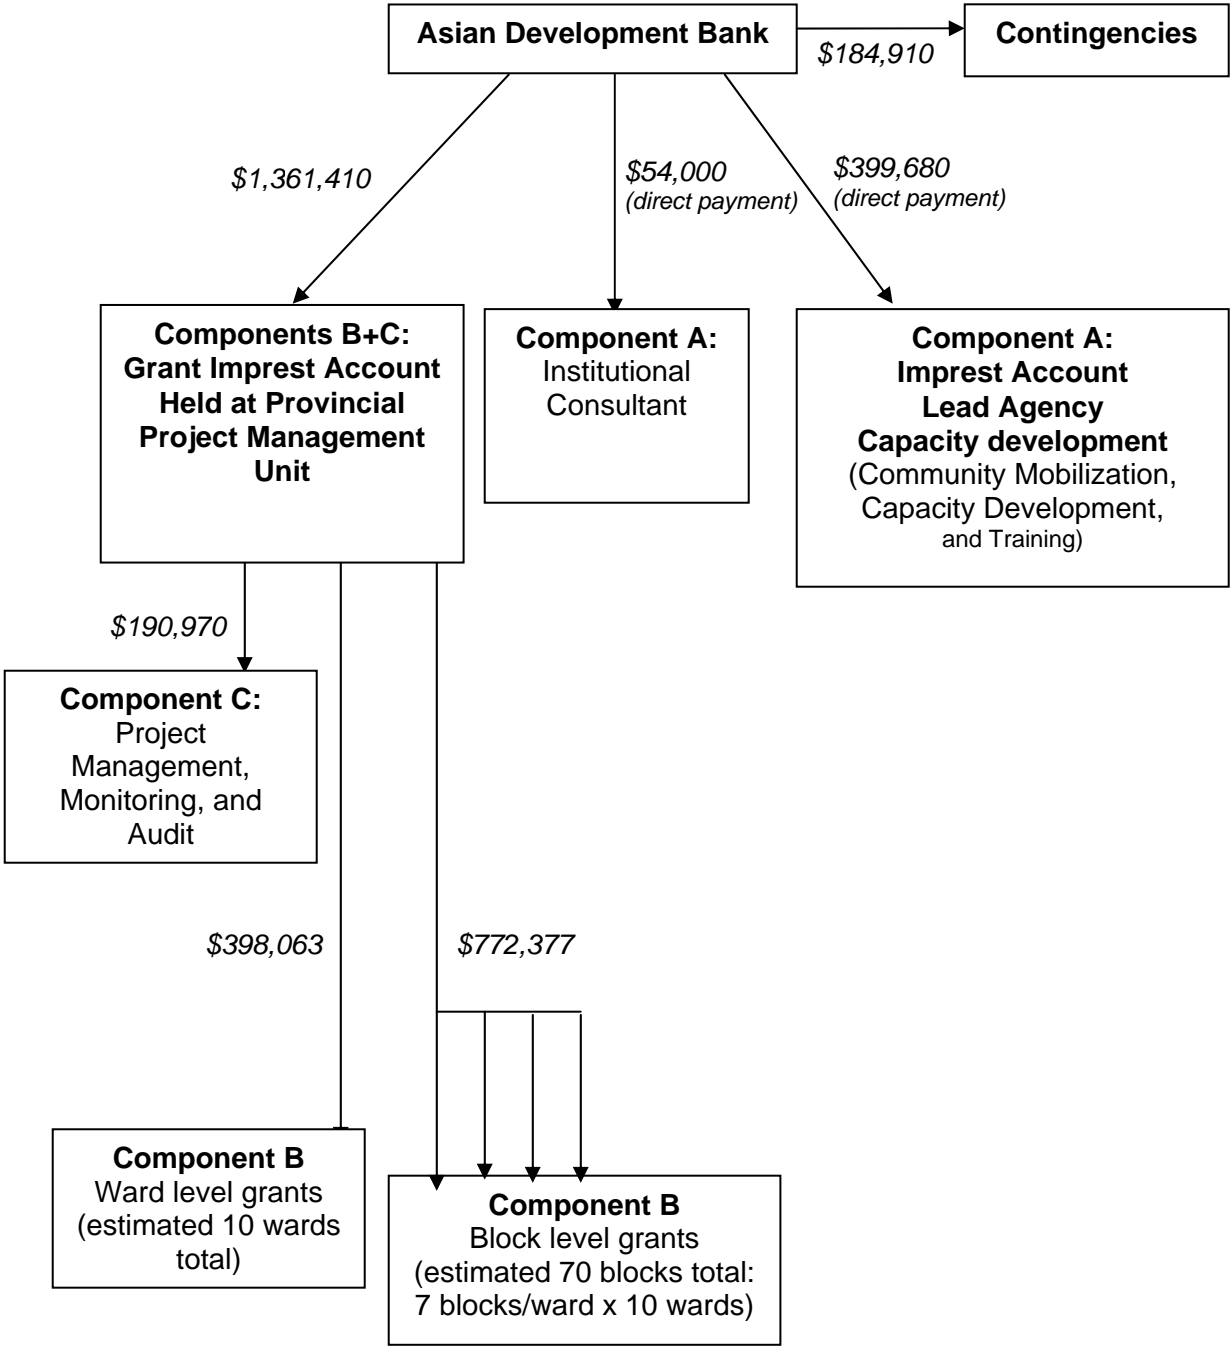 Asian Development Bank
Contingencies
$184,910
$1,361,410
$54,000
(direct payment)
$399,680
(direct payment)
Components B+C:
Grant Imprest Account
Held at Provincial
Project Management
Unit
Component A:
Institutional
Consultant
Component A:
Imprest Account
Lead Agency
Capacity development
(Community Mobilization,
Capacity Development,
and Training)
$190,970
Component C:
Project
Management,
Monitoring, and
Audit
$398,063
$772,377
Component B
Ward level grants
(estimated 10 wards
total)
Component B
Block level grants
(estimated 70 blocks total:
7 blocks/ward x 10 wards)